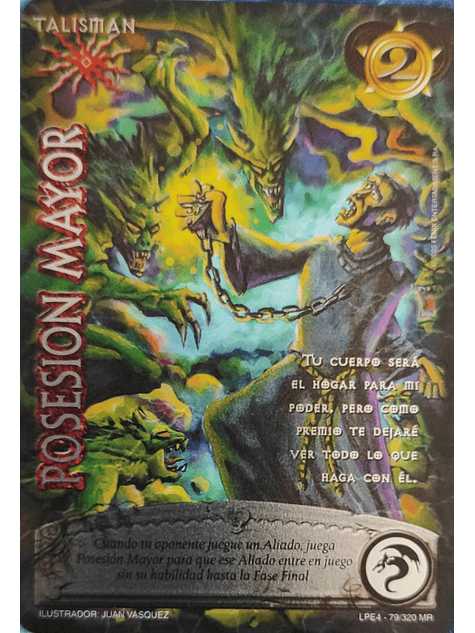 TALISMAN
2
POSESION MAYOR
TU CUERPO SERÁ
EL HOGAR PARA MI
PODER, PERO COMO
PREMIO TE DEJARÉ
VER TODO LO QUE
HAGA CON ÉL.
Cuando tu oponente juegue un Aliado, juega
Posesión Mayor para que ese Aliado entre en juego
sin su habilidad hasta la Fase Final
ILUSTRADOR: JUAN VASQUEZ
LPE4 - 79/320 MR